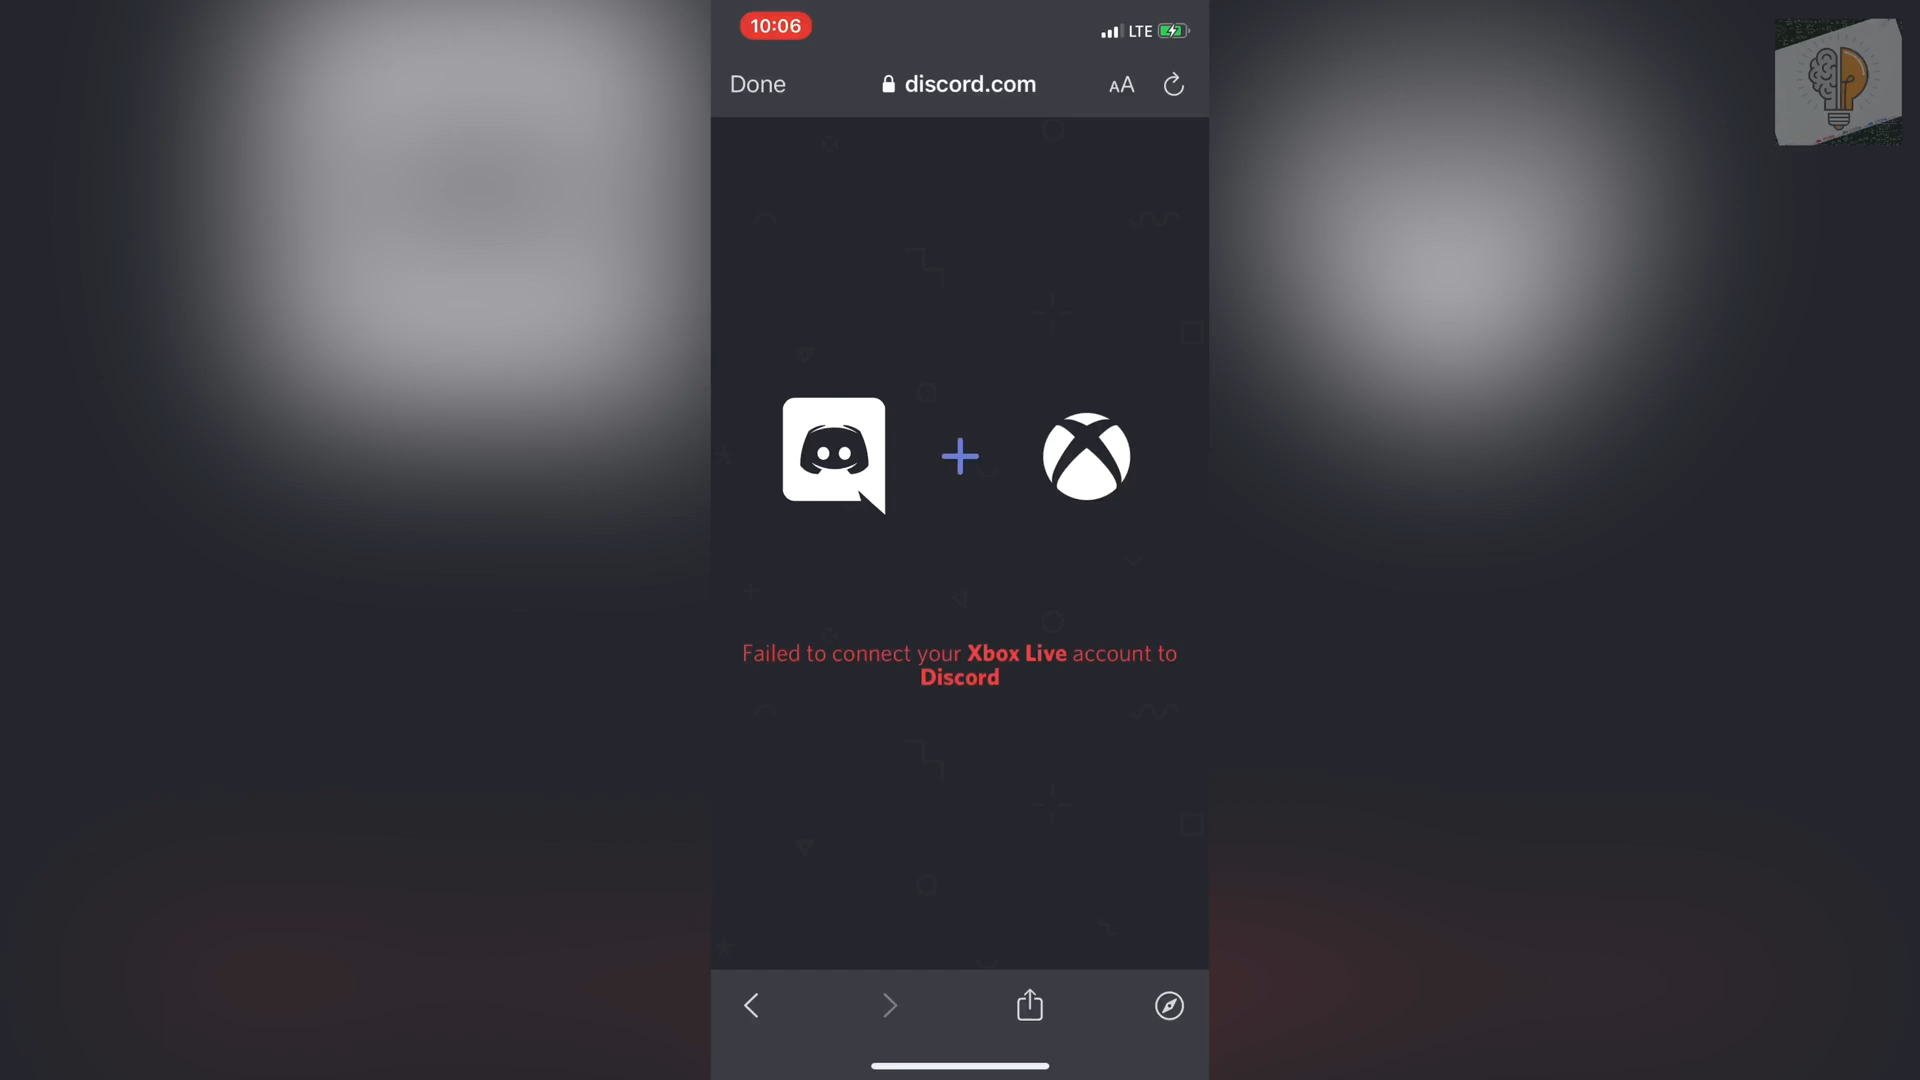 10:06
LTE
Done
discord.com
AA
Failed to connect your Xbox Live account to
Discord